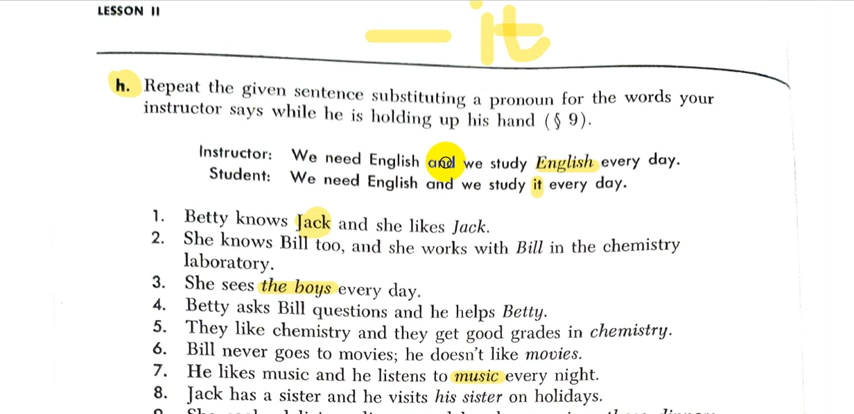 LESSON II
— it
h. Repeat the given sentence substituting a pronoun for the words your
instructor says while he is holding up his hand (§ 9).
Instructor: We need English and we study English every day.
Student: We need English and we study it every day.
1. Betty knows Jack and she likes Jack.
2. She knows Bill too, and she works with Bill in the chemistry
laboratory.
3. She sees the boys every day.
4. Betty asks Bill questions and he helps Betty.
5. They like chemistry and they get good grades in chemistry.
6. Bill never goes to movies; he doesn't like movies.
7. He likes music and he listens to music every night.
8. Jack has a sister and he visits his sister on holidays.